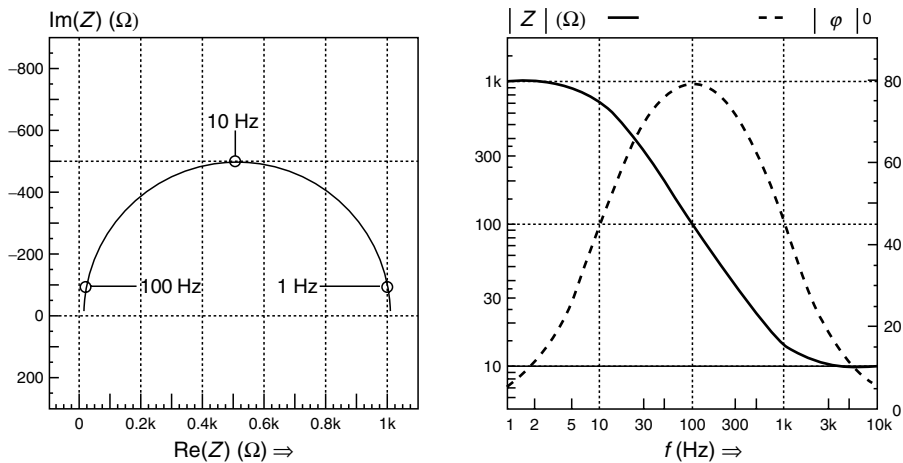 Im(Z) (Ω)
–800
–600
–400
–200
0
200
10 Hz
100 Hz
1 Hz
0 0.2k 0.4k 0.6k 0.8k 1k
Re(Z) (Ω) ⇒
| Z | (Ω) | φ | 0
1k
300
100
30
10
80
60
40
20
0
1 2 5 10 30 100 300 1k 3k 10k
f (Hz) ⇒